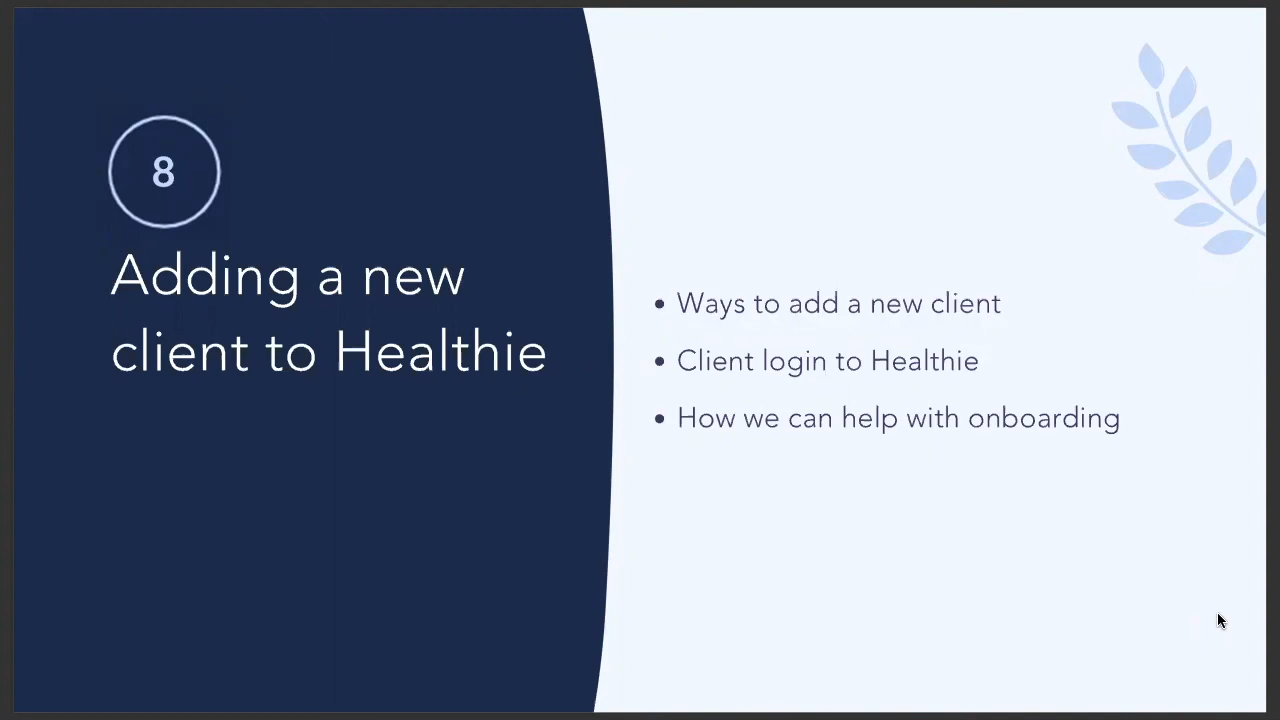 8
Adding a new
client to Healthie
• Ways to add a new client
• Client login to Healthie
• How we can help with onboarding